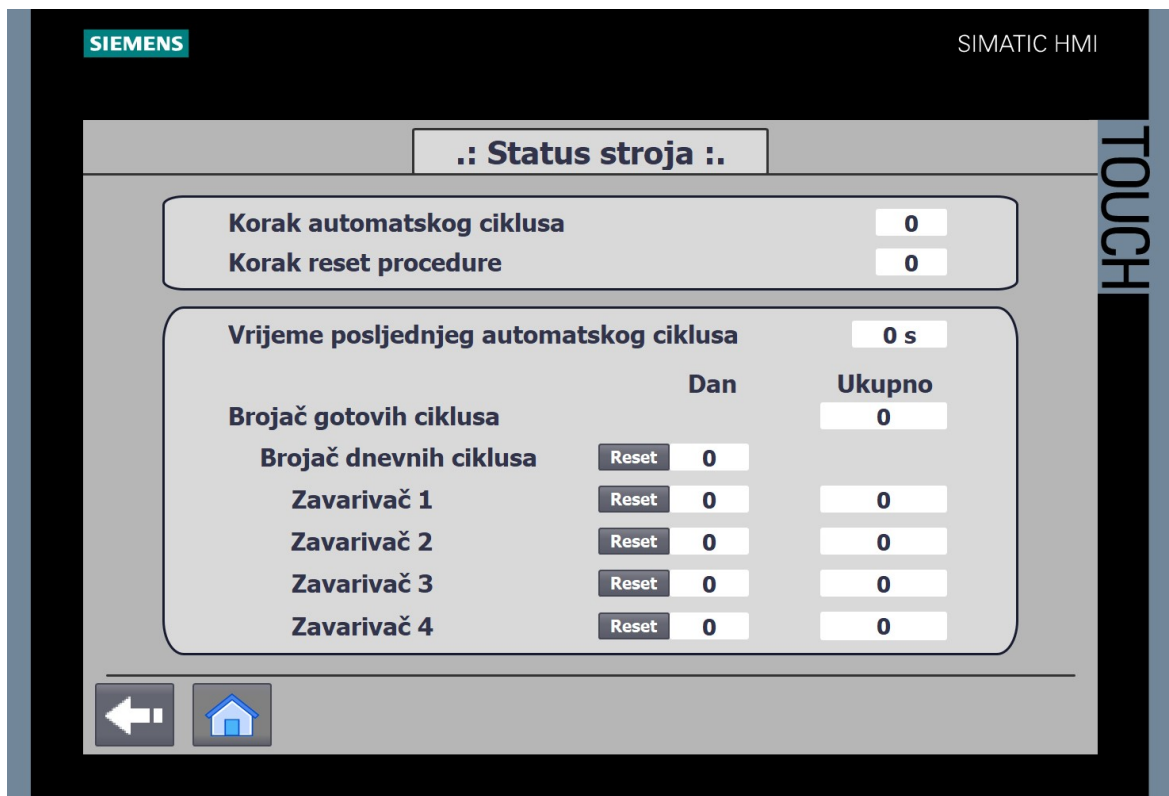 SIEMENS
SIMATIC HMI
TOUCH
.: Status stroja :.
Korak automatskog ciklusa 0
Korak reset procedure 0
Vrijeme posljednjeg automatskog ciklusa 0 s
Dan Ukupno
Brojač gotovih ciklusa 0
Brojač dnevnih ciklusa Reset 0
Zavarivač 1 Reset 0 0
Zavarivač 2 Reset 0 0
Zavarivač 3 Reset 0 0
Zavarivač 4 Reset 0 0